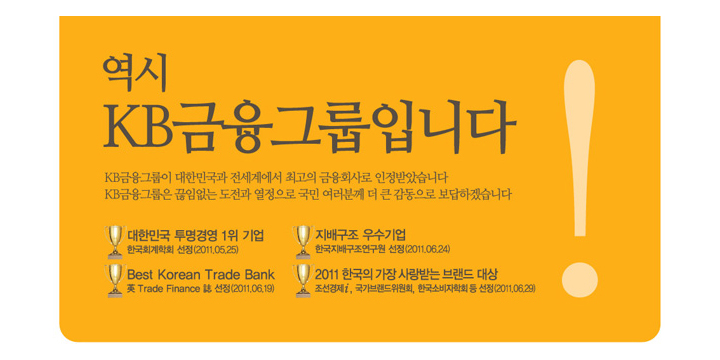 역시
KB금융그룹입니다
!
KB금융그룹이 대한민국과 전세계에서 최고의 금융회사로 인정받았습니다
KB금융그룹은 끊임없는 도전과 열정으로 국민 여러분께 더 큰 감동으로 보답하겠습니다
대한민국 투명경영 1위 기업
한국회계학회 선정(2011.05.25)
지배구조 우수기업
한국지배구조연구원 선정(2011.06.24)
Best Korean Trade Bank
英 Trade Finance 誌 선정(2011.06.19)
2011 한국의 가장 사랑받는 브랜드 대상
조선경제i, 국가브랜드위원회, 한국소비자학회 등 선정(2011.06.29)